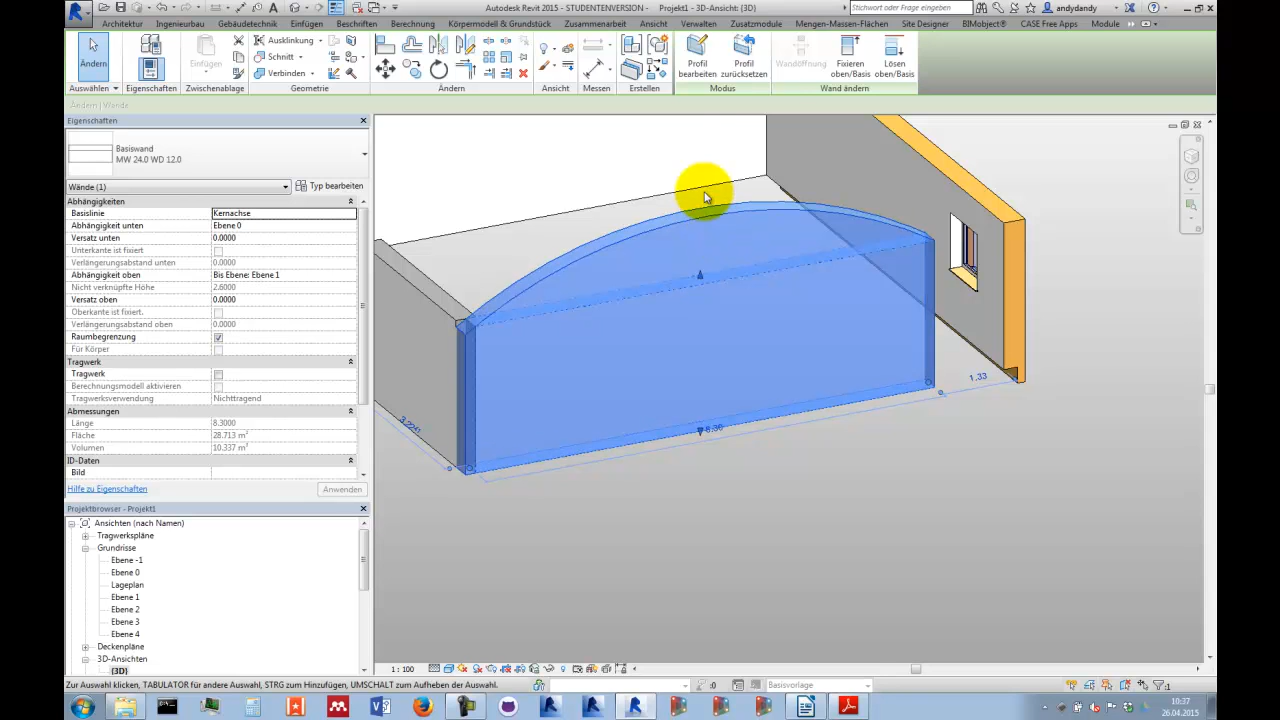 Autodesk Revit 2015 - STUDENTENVERSION - Projekt1 - 3D-Ansicht: {3D}
Stichwort oder Frage eingeben
andydandy
Architektur Ingenieurbau Gebäudetechnik Einfügen Beschriften Berechnung Körpermodell & Grundstück Zusammenarbeit Ansicht Verwalten Zusatzmodule Mengen-Massen-Flächen Site Designer BIMobject® CASE Free Apps Module
Ändern
Einfügen
Ausklinkung
Schnitt
Verbinden
Profil bearbeiten
Profil zurücksetzen
Wandöffnung
Fixieren oben/Basis
Lösen oben/Basis
Auswählen Eigenschaften Zwischenablage Geometrie Ändern Ansicht Messen Erstellen Modus Wand ändern
Ändern | Wände
Eigenschaften
Basiswand
MW 24.0 WD 12.0
Wände (1) Typ bearbeiten
Abhängigkeiten
Basislinie Kernachse
Abhängigkeit unten Ebene 0
Versatz unten 0.0000
Unterkante ist fixiert
Verlängerungsabstand unten 0.0000
Abhängigkeit oben Bis Ebene: Ebene 1
Nicht verknüpfte Höhe 2.6000
Versatz oben 0.0000
Oberkante ist fixiert.
Verlängerungsabstand oben 0.0000
Raumbegrenzung
Für Körper
Tragwerk
Tragwerk
Berechnungsmodell aktivieren
Tragwerksverwendung Nichttragend
Abmessungen
Länge 8.3000
Fläche 28.713 m²
Volumen 10.337 m³
ID-Daten
Bild
Hilfe zu Eigenschaften Anwenden
1.33
Projektbrowser - Projekt1
Ansichten (nach Namen)
Tragwerkspläne
Grundrisse
Ebene -1
Ebene 0
Lageplan
Ebene 1
Ebene 2
Ebene 3
Ebene 4
Deckenpläne
3D-Ansichten
{3D}
1 : 100
Zur Auswahl klicken, TABULATOR für andere Auswahl, STRG zum Hinzufügen, UMSCHALT zum Aufheben der Auswahl.
:0
Basisvorlage
:1
10:37
26.04.2015